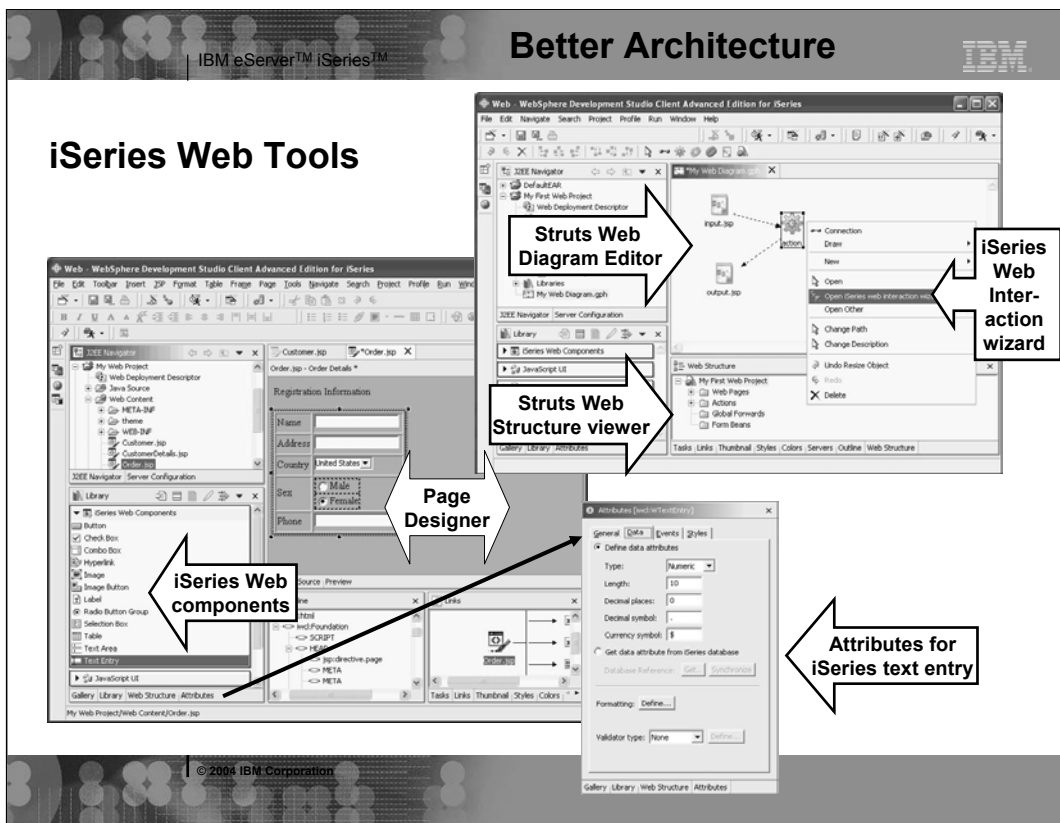 IBM eServer™ iSeries™
Better Architecture
IBM.
iSeries Web Tools
Web - WebSphere Development Studio Client Advanced Edition for iSeries
File Edit Navigate Search Project Profile Run Window Help
J2EE Navigator
DefaultEAR
My First Web Project
Web Deployment Descriptor
Libraries
My Web Diagram.gph
J2EE Navigator Server Configuration
Library
iSeries Web Components
JavaScript UI
Gallery Library Attributes
*My Web Diagram.gph
input.jsp
action
output.jsp
Connection
Draw
New
Open
Open iSeries web interaction
Open Other
Change Path
Change Description
Undo Resize Object
Redo
Delete
Web Structure
My First Web Project
Web Pages
Actions
Global Forwards
Form Beans
Tasks Links Thumbnail Styles Colors Servers Outline Web Structure
Struts Web
Diagram Editor
iSeries
Web
Inter-
action
wizard
Struts Web
Structure viewer
Web - WebSphere Development Studio Client Advanced Edition for iSeries
File Edit Toolbar Insert JSP Format Table Frame Page Tools Navigate Search Project Profile Run
J2EE Navigator
My Web Project
Web Deployment Descriptor
Java Source
Web Content
META-INF
theme
WEB-INF
Customer.jsp
CustomerDetails.jsp
Order.jsp
J2EE Navigator Server Configuration
Library
iSeries Web Components
Button
Check Box
Combo Box
Hyperlink
Image
Image Button
Label
Radio Button Group
Selection Box
Table
Text Area
Text Entry
JavaScript UI
Gallery Library Web Structure Attributes
My Web Project/Web Content/Order.jsp
Customer.jsp
*Order.jsp
Order.jsp - Order Details *
Registration Information
Name
Address
Country United States
Sex
Male
Female
Phone
Source Preview
iwcl:Foundation
SCRIPT
HEAD
jsp:directive.page
META
META
Links
Order.jsp
Tasks Links Thumbnail Styles Colors
Page
Designer
iSeries Web
components
Attributes [iwcl:WTextEntry]
General Data Events Styles
Define data attributes
Type: Numeric
Length: 10
Decimal places: 0
Decimal symbol: .
Currency symbol: $
Get data attribute from iSeries database
Database Reference: Get... Synchronize
Formatting: Define...
Validator type: None Define...
Gallery Library Web Structure Attributes
Attributes for
iSeries text entry
© 2004 IBM Corporation